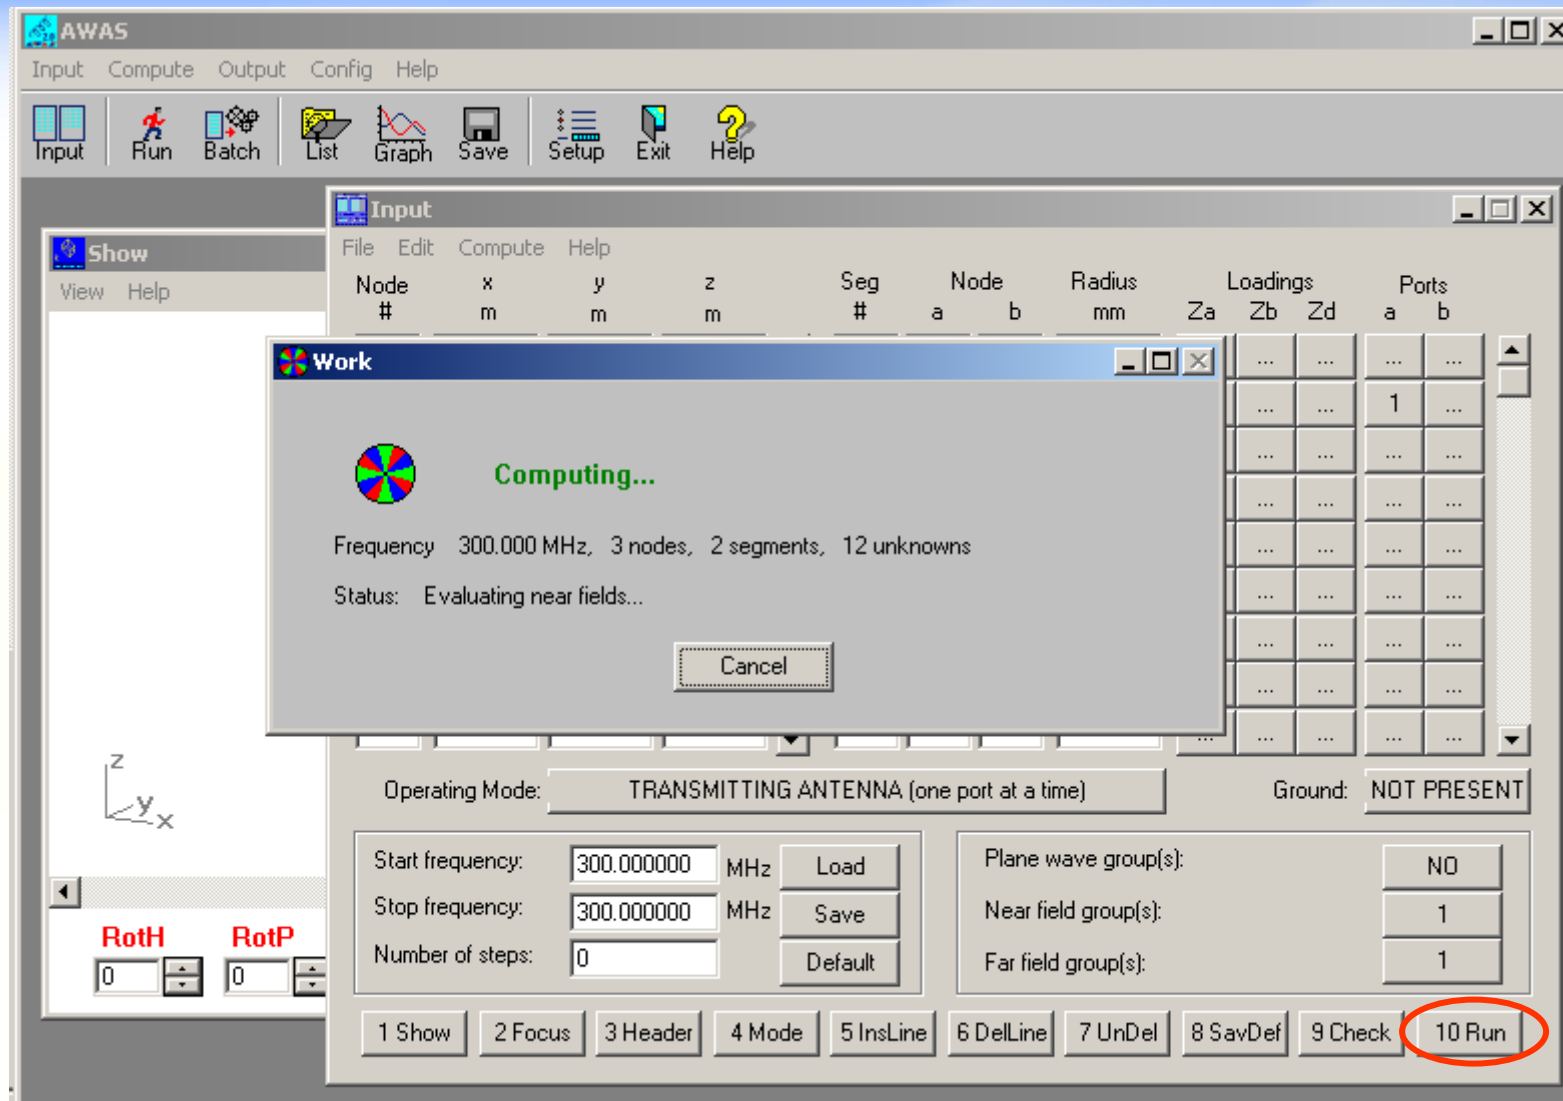 AWAS
Input Compute Output Config Help
Input Run Batch List Graph Save Setup Exit Help
Input
File Edit Compute Help
Show
View Help
Node x y z Seg Node Radius Loadings Ports
# m m m # a b mm Za Zb Zd a b
Work
Computing...
Frequency 300.000 MHz, 3 nodes, 2 segments, 12 unknowns
Status: Evaluating near fields...
Cancel
... ... ... ...
... ... 1 ...
... ... ... ...
... ... ... ...
... ... ... ...
... ... ... ...
... ... ... ...
... ... ... ...
... ... ... ... ...
z
y
x
Operating Mode: TRANSMITTING ANTENNA (one port at a time) Ground: NOT PRESENT
Start frequency: 300.000000 MHz Load
Stop frequency: 300.000000 MHz Save
Number of steps: 0 Default
Plane wave group(s): NO
Near field group(s): 1
Far field group(s): 1
RotH RotP
0 0
1 Show 2 Focus 3 Header 4 Mode 5 InsLine 6 DelLine 7 UnDel 8 SavDef 9 Check 10 Run